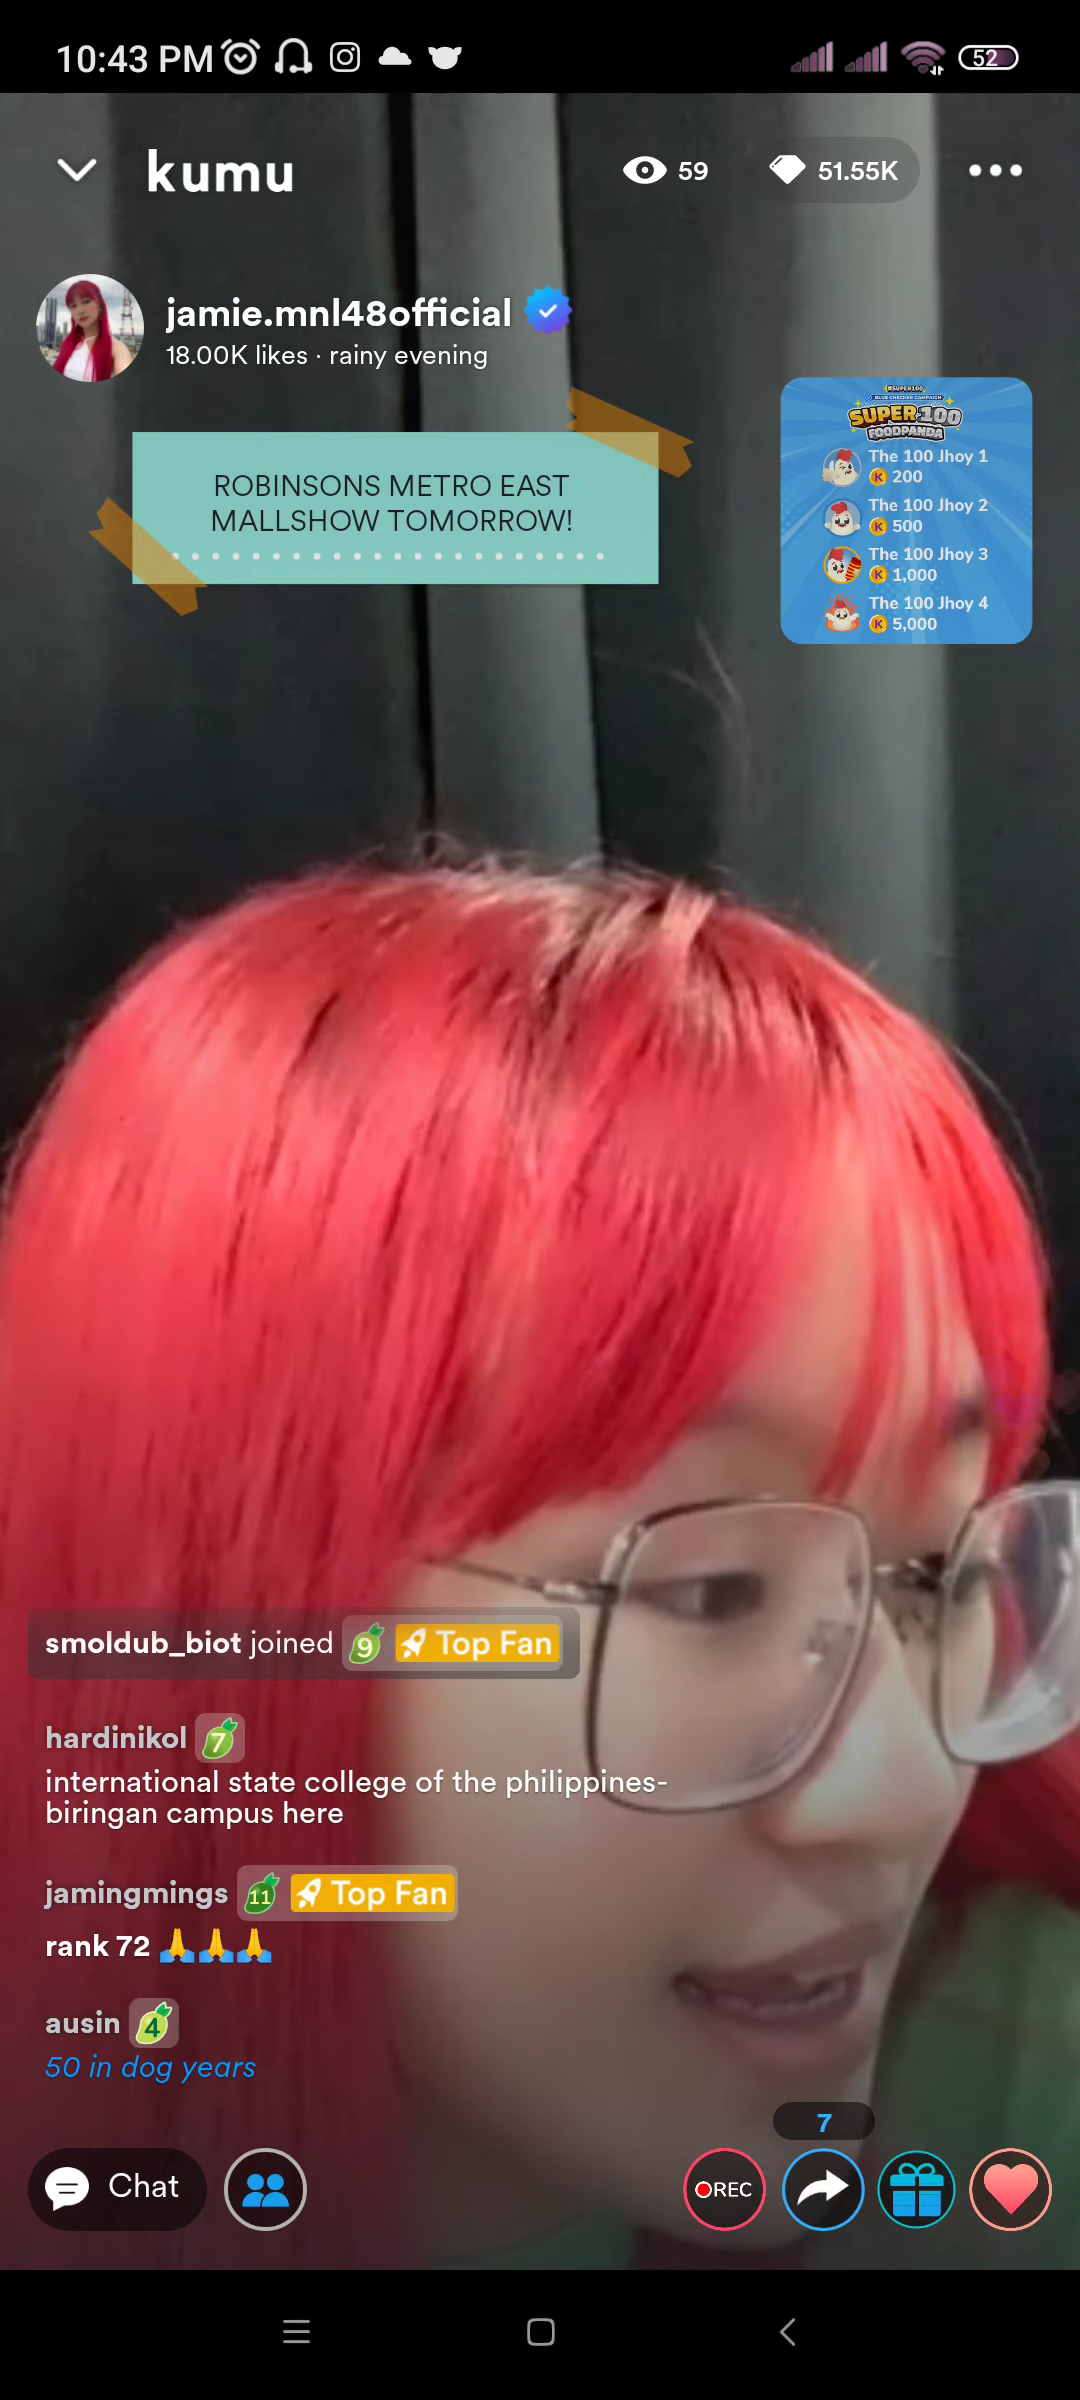 10:43 PM
52
kumu
59
51.55K
jamie.mnl48official
18.00K likes · rainy evening
ROBINSONS METRO EAST
MALLSHOW TOMORROW!
#SUPER100
BLUE CHECKER CAMPAIGN
SUPER 100
FOODPANDA
The 100 Jhoy 1
K 200
The 100 Jhoy 2
K 500
The 100 Jhoy 3
K 1,000
The 100 Jhoy 4
K 5,000
smoldub_biot joined 9 Top Fan
hardinikol 7
international state college of the philippines-
biringan campus here
jamingmings 11 Top Fan
rank 72 🙏🙏🙏
ausin 4
50 in dog years
7
Chat
REC